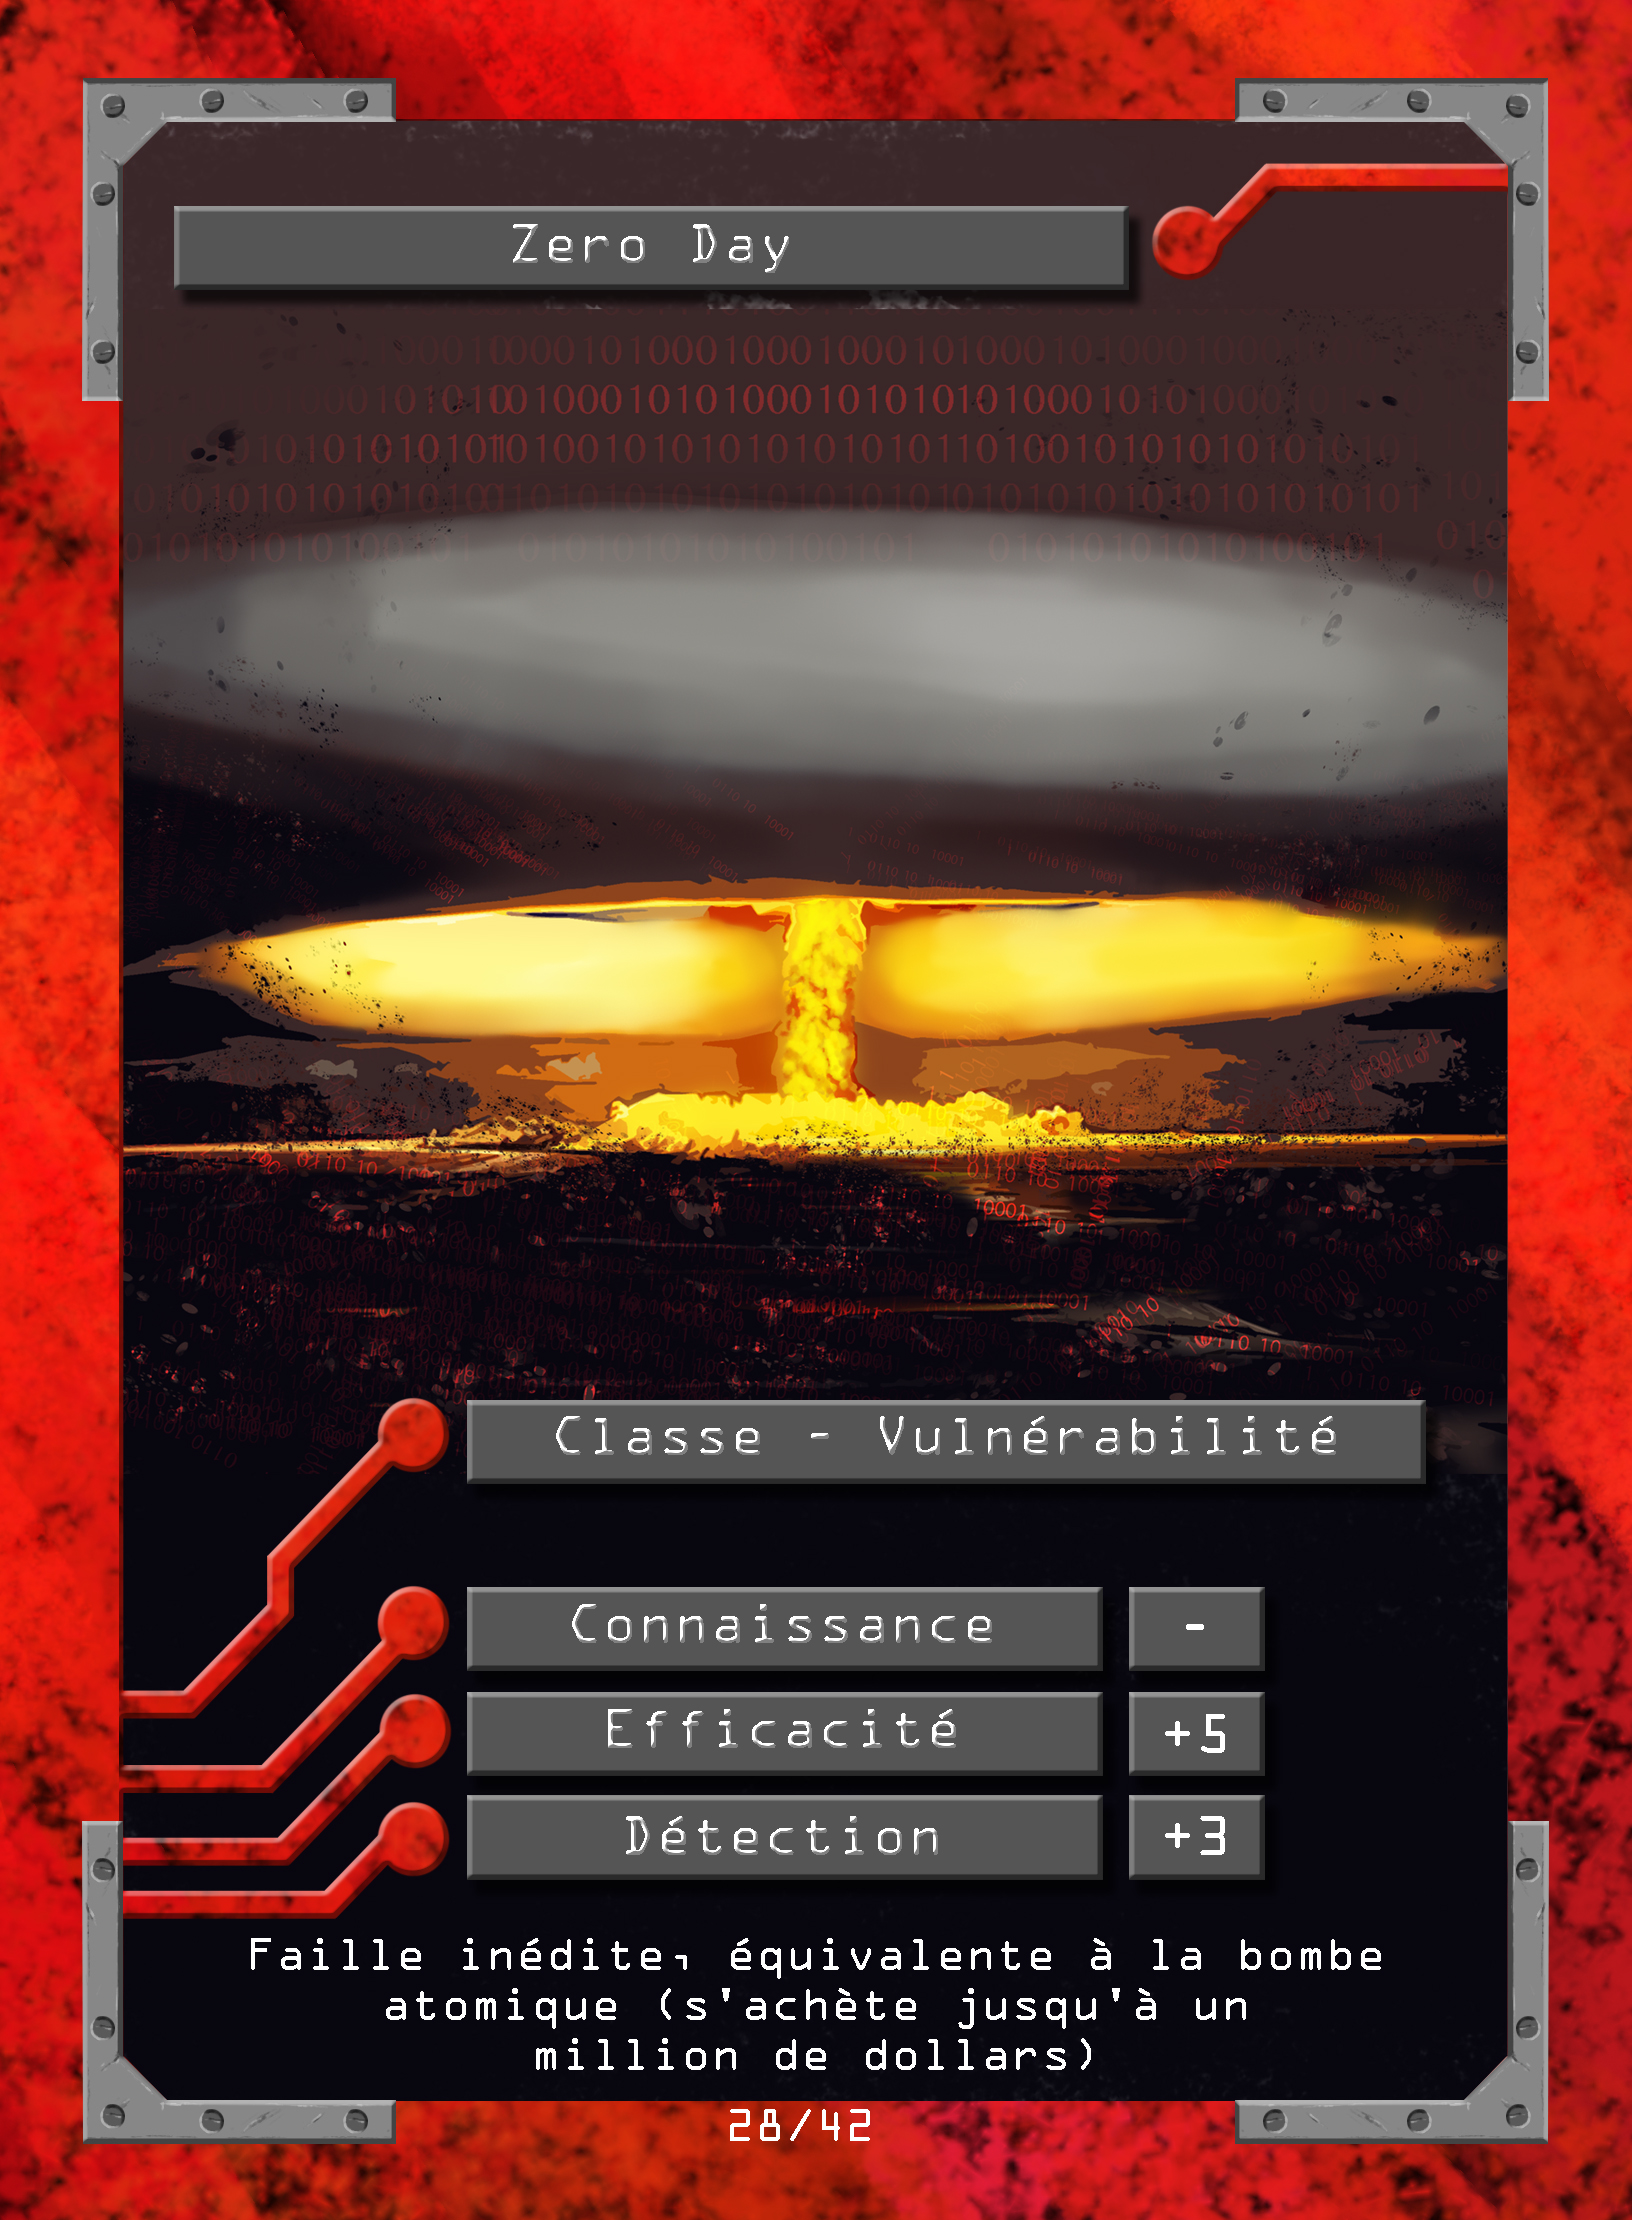 Zero Day
Classe - Vulnérabilité
Connaissance -
Efficacité +5
Détection +3
Faille inédite, équivalente à la bombe
atomique (s'achète jusqu'à un
million de dollars)
28/42